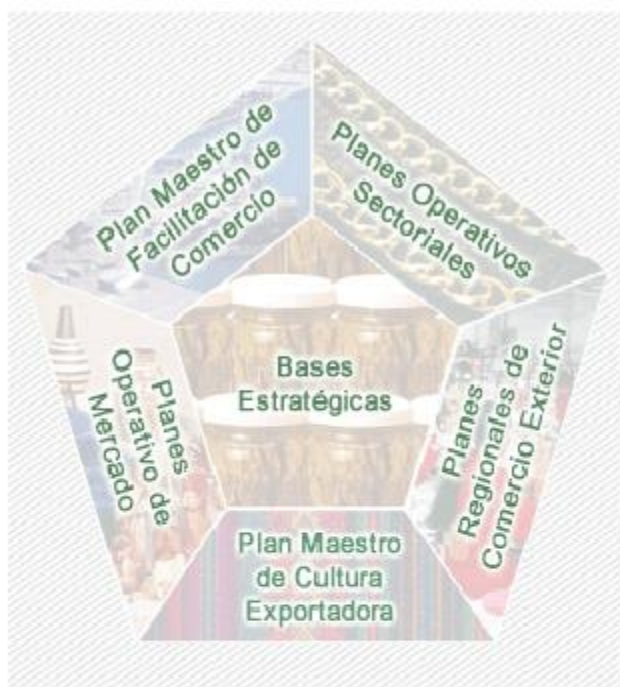 Plan Maestro de
Facilitación de
Comercio
Planes Operativos
Sectoriales
Bases
Estratégicas
Planes
Operativo de
Mercado
Planes
Regionales de
Comercio Exterior
Plan Maestro
de Cultura
Exportadora